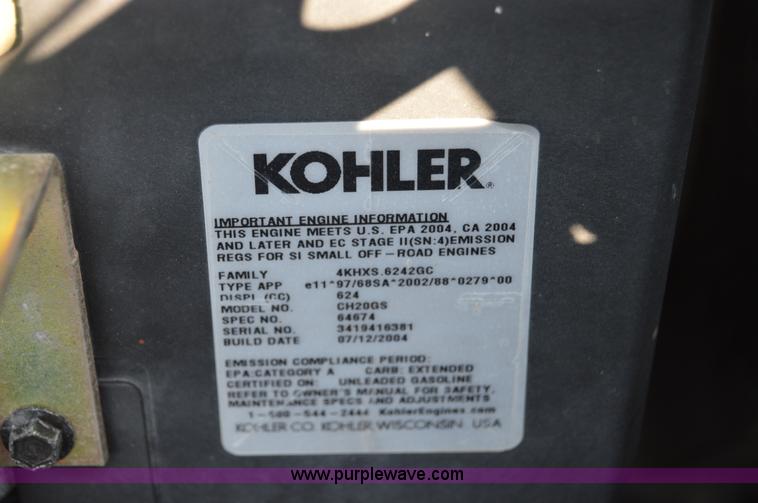 KOHLER®
IMPORTANT ENGINE INFORMATION
THIS ENGINE MEETS U.S. EPA 2004, CA 2004
AND LATER AND EC STAGE II(SN:4)EMISSION
REGS FOR SI SMALL OFF-ROAD ENGINES
FAMILY 4KHXS.6242GC
TYPE APP e11*97/68SA*2002/88*0279*00
DISPL (CC) 624
MODEL NO. CH20GS
SPEC NO. 64674
SERIAL NO. 3419416381
BUILD DATE 07/12/2004
EMISSION COMPLIANCE PERIOD:
EPA:CATEGORY A CARB: EXTENDED
CERTIFIED ON: UNLEADED GASOLINE
REFER TO OWNER'S MANUAL FOR SAFETY,
MAINTENANCE SPECS AND ADJUSTMENTS
1-544-2444 KohlerEngines.com
KOHLER CO. KOHLER, WISCONSIN USA
www.purplewave.com